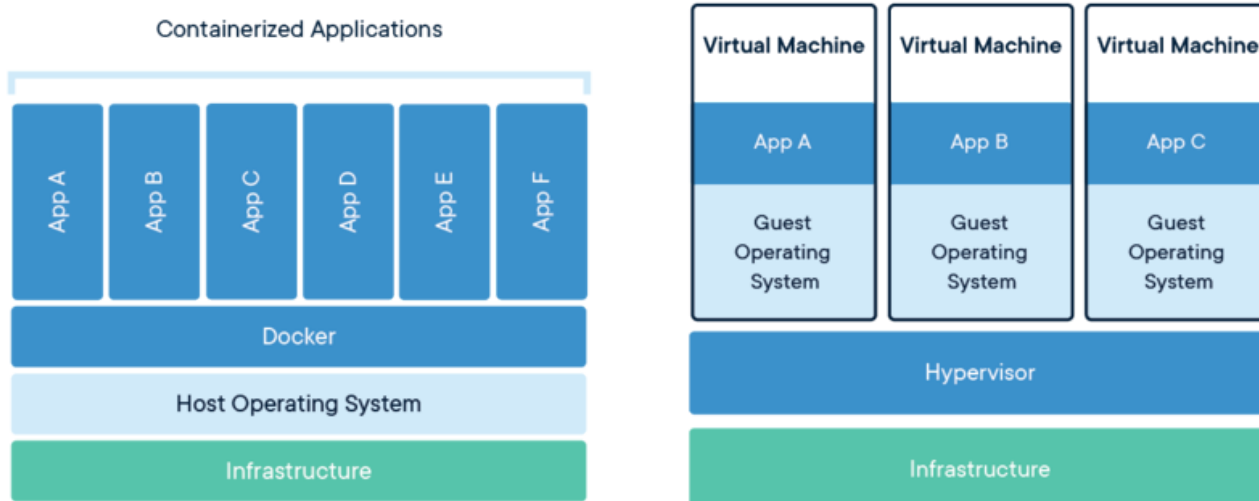 Containerized Applications
App A
App B
App C
App D
App E
App F
Docker
Host Operating System
Infrastructure
Virtual Machine
App A
Guest
Operating
System
Virtual Machine
App B
Guest
Operating
System
Virtual Machine
App C
Guest
Operating
System
Hypervisor
Infrastructure